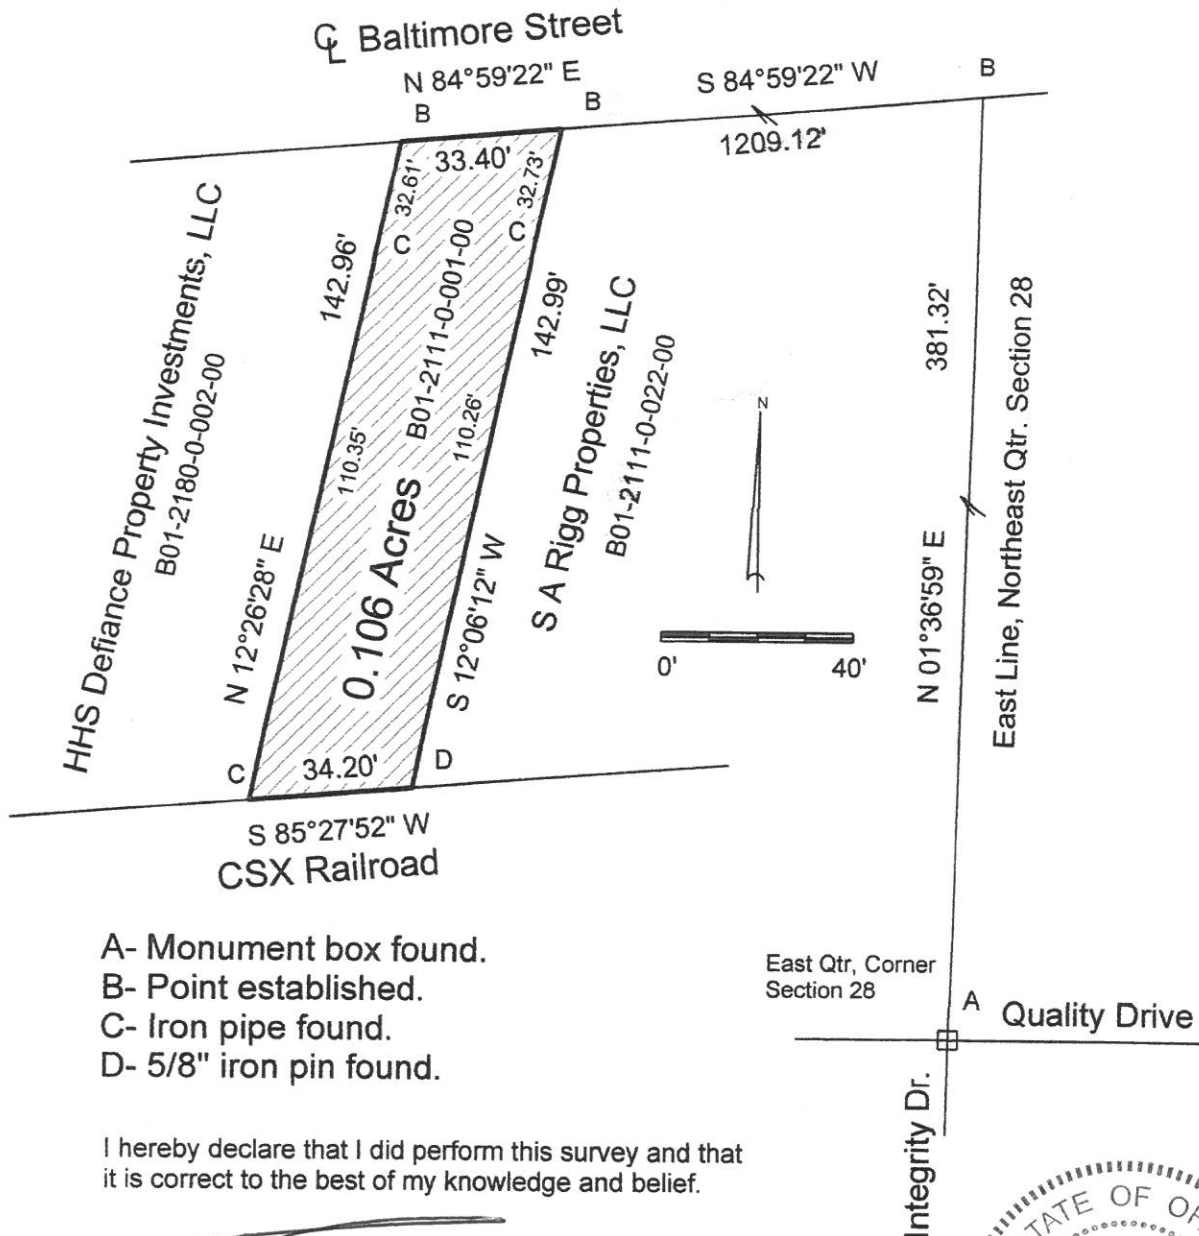 ℄ Baltimore Street
N 84°59'22" E
S 84°59'22" W
B
B
B
33.40'
1209.12'
32.61'
32.73'
C
C
142.96'
142.99'
381.32'
HHS Defiance Property Investments, LLC
B01-2180-0-002-00
B01-2111-0-001-00
0.106 Acres
110.35'
110.26'
S A Rigg Properties, LLC
B01-2111-0-022-00
N
0'
40'
N 12°26'28" E
S 12°06'12" W
N 01°36'59" E
East Line, Northeast Qtr. Section 28
C
34.20'
D
S 85°27'52" W
CSX Railroad
A- Monument box found.
B- Point established.
C- Iron pipe found.
D- 5/8" iron pin found.
East Qtr, Corner
Section 28
A
Quality Drive
Integrity Dr.
I hereby declare that I did perform this survey and that
it is correct to the best of my knowledge and belief.
STATE OF OH